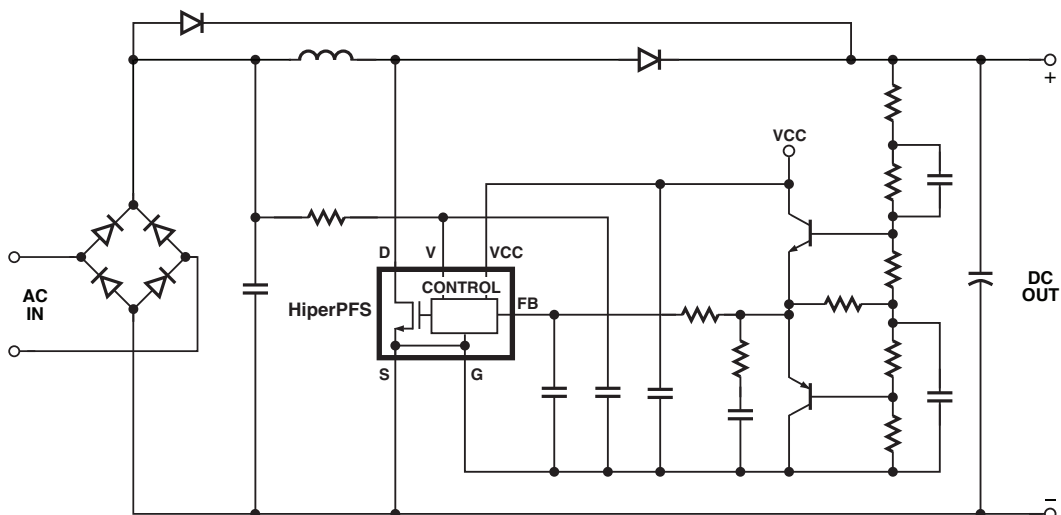 +
VCC
D
V
VCC
CONTROL
FB
HiperPFS
AC
IN
DC
OUT
S
G
−